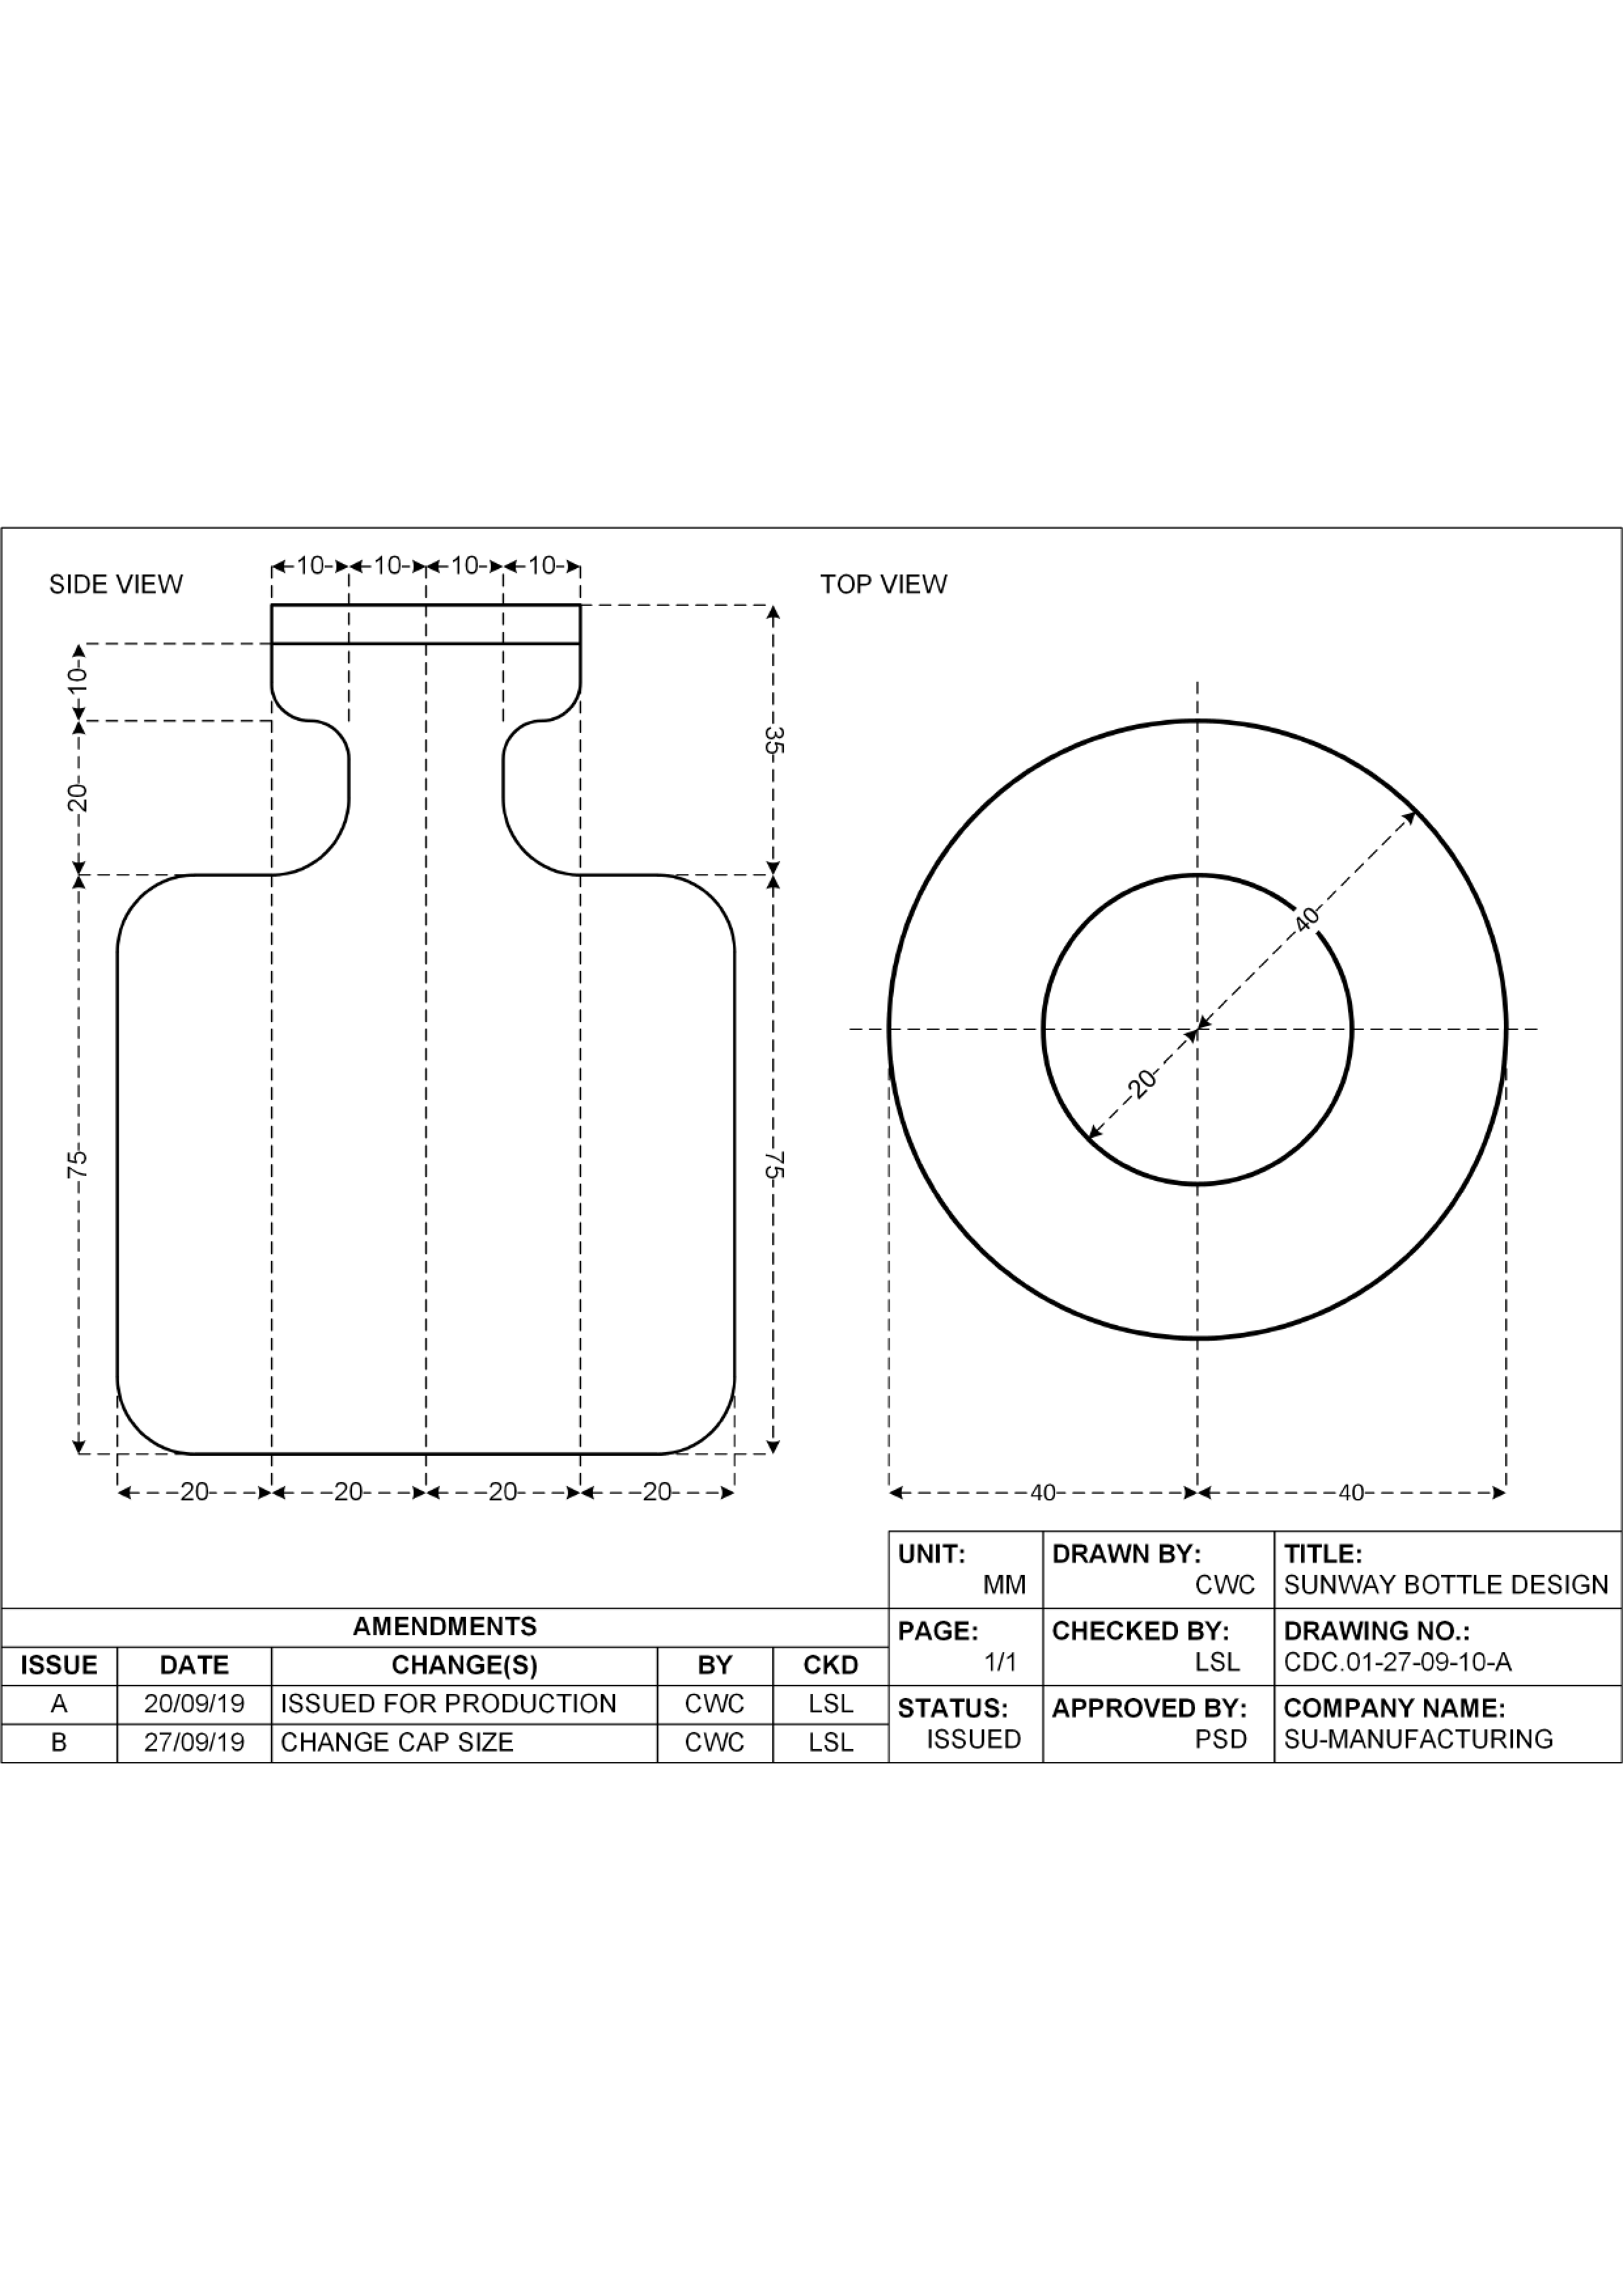 SIDE VIEW
10 10 10 10
TOP VIEW
10
35
20
40
20
75
75
20 20 20 20
40 40
UNIT:
MM
DRAWN BY:
CWC
TITLE:
SUNWAY BOTTLE DESIGN
PAGE:
1/1
CHECKED BY:
LSL
DRAWING NO.:
CDC.01-27-09-10-A
STATUS:
ISSUED
APPROVED BY:
PSD
COMPANY NAME:
SU-MANUFACTURING
AMENDMENTS
ISSUE DATE CHANGE(S) BY CKD
A 20/09/19 ISSUED FOR PRODUCTION CWC LSL
B 27/09/19 CHANGE CAP SIZE CWC LSL